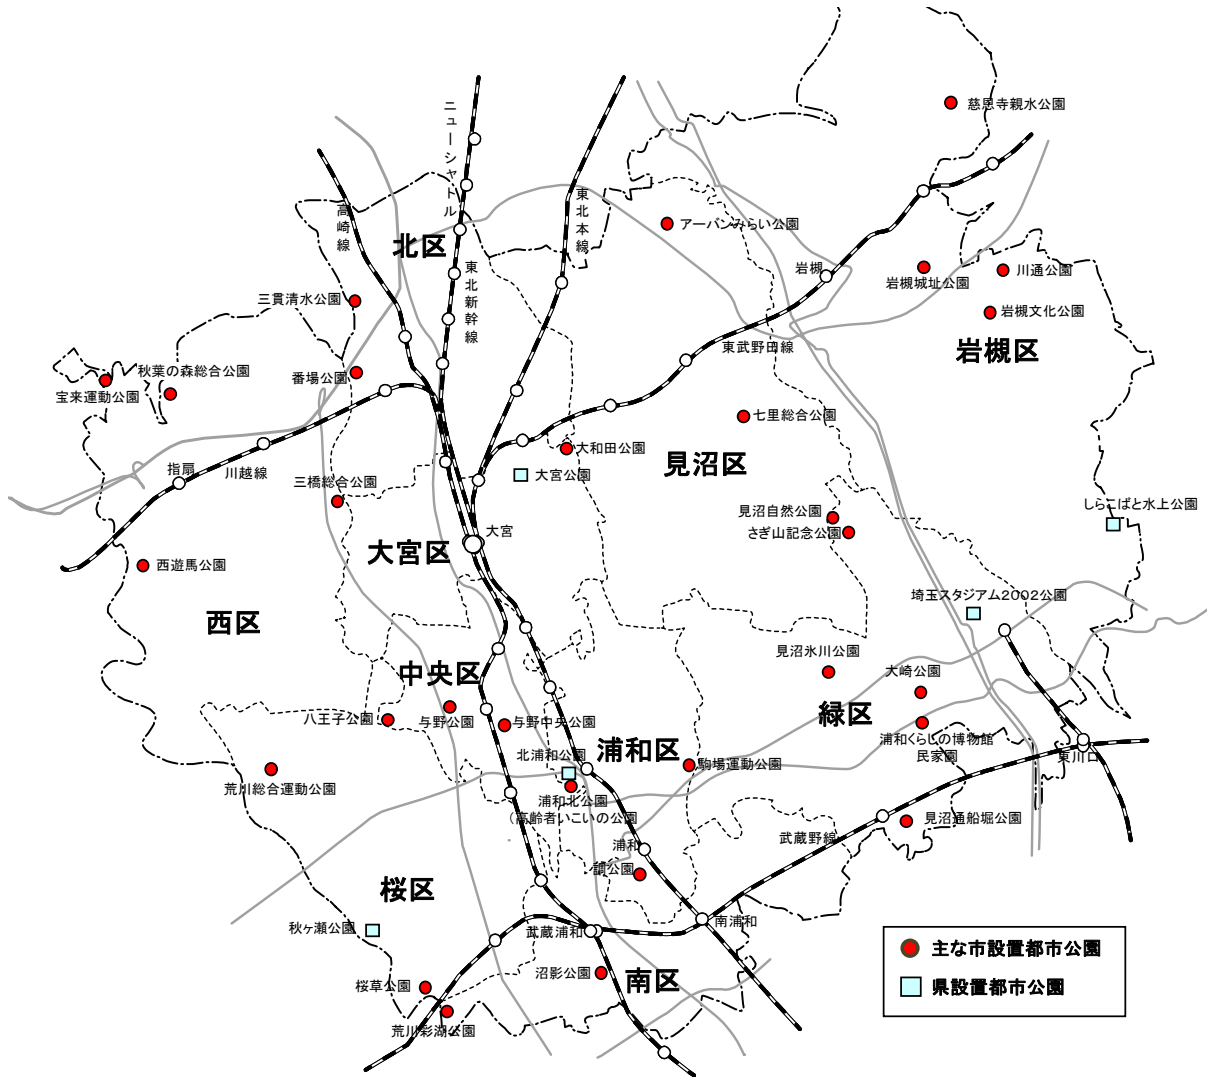 慈恩寺親水公園
ニューシャトル
高崎線
東北本線
アーバンみらい公園
北区
岩槻
岩槻城址公園
川通公園
東北新幹線
三貫清水公園
岩槻文化公園
岩槻区
東武野田線
秋葉の森総合公園
番場公園
宝来運動公園
七里総合公園
大和田公園
見沼区
指扇
川越線
大宮公園
三橋総合公園
しらこばと水上公園
見沼自然公園
さぎ山記念公園
大宮
大宮区
西遊馬公園
埼玉スタジアム2002公園
西区
見沼氷川公園
中央区
大崎公園
緑区
八王子公園
与野公園
与野中央公園
浦和区
浦和くらしの博物館
民家園
北浦和公園
東川口
駒場運動公園
荒川総合運動公園
浦和北公園
(高齢者いこいの公園
見沼通船堀公園
武蔵野線
浦和
調公園
桜区
南浦和
秋ヶ瀬公園
武蔵浦和
主な市設置都市公園
沼影公園
南区
桜草公園
県設置都市公園
荒川彩湖公園